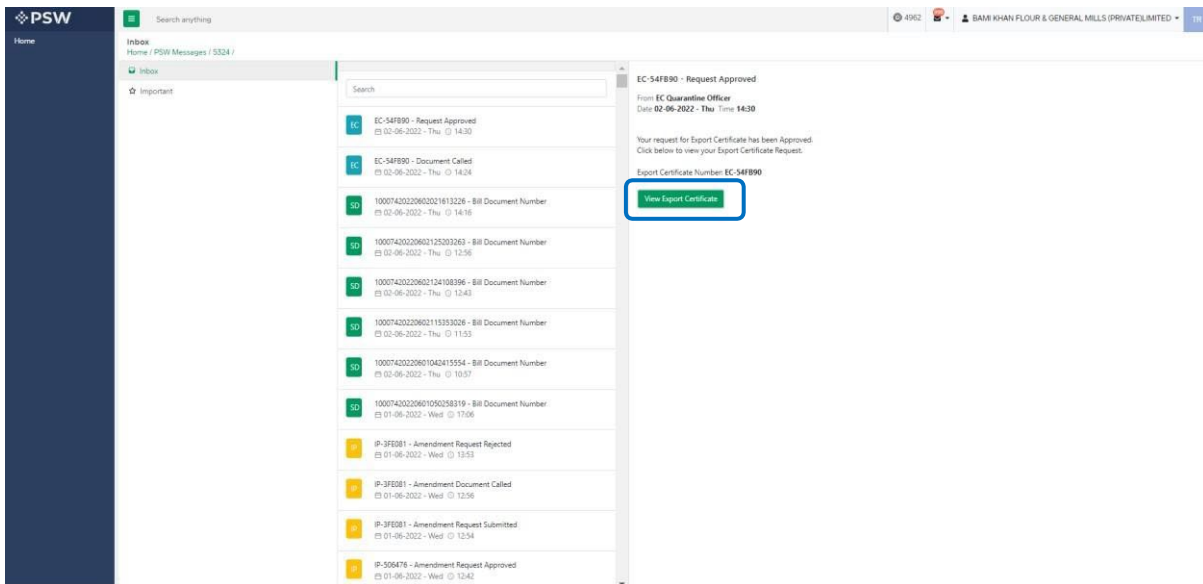 PSW
Search anything
4962
BAMI KHAN FLOUR & GENERAL MILLS (PRIVATE)LIMITED
TR
Home
Inbox
Home / PSW Messages / 5324 /
Inbox
Important
Search
EC
EC-54FB90 - Request Approved
02-06-2022 - Thu 14:30
EC
EC-54FB90 - Document Called
02-06-2022 - Thu 14:24
SD
10007420220602021613226 - Bill Document Number
02-06-2022 - Thu 14:16
SD
10007420220602125203263 - Bill Document Number
02-06-2022 - Thu 12:56
SD
10007420220602124108396 - Bill Document Number
02-06-2022 - Thu 12:43
SD
10007420220602115353026 - Bill Document Number
02-06-2022 - Thu 11:53
SD
10007420220601042415554 - Bill Document Number
02-06-2022 - Thu 10:57
SD
10007420220601050258319 - Bill Document Number
01-06-2022 - Wed 17:06
IP
IP-3FE081 - Amendment Request Rejected
01-06-2022 - Wed 13:53
IP
IP-3FE081 - Amendment Document Called
01-06-2022 - Wed 12:56
IP
IP-3FE081 - Amendment Request Submitted
01-06-2022 - Wed 12:54
IP
IP-506476 - Amendment Request Approved
01-06-2022 - Wed 12:42
EC-54FB90 - Request Approved
From EC Quarantine Officer
Date 02-06-2022 - Thu Time 14:30
Your request for Export Certificate has been Approved.
Click below to view your Export Certificate Request.
Export Certificate Number: EC-54FB90
View Export Certificate